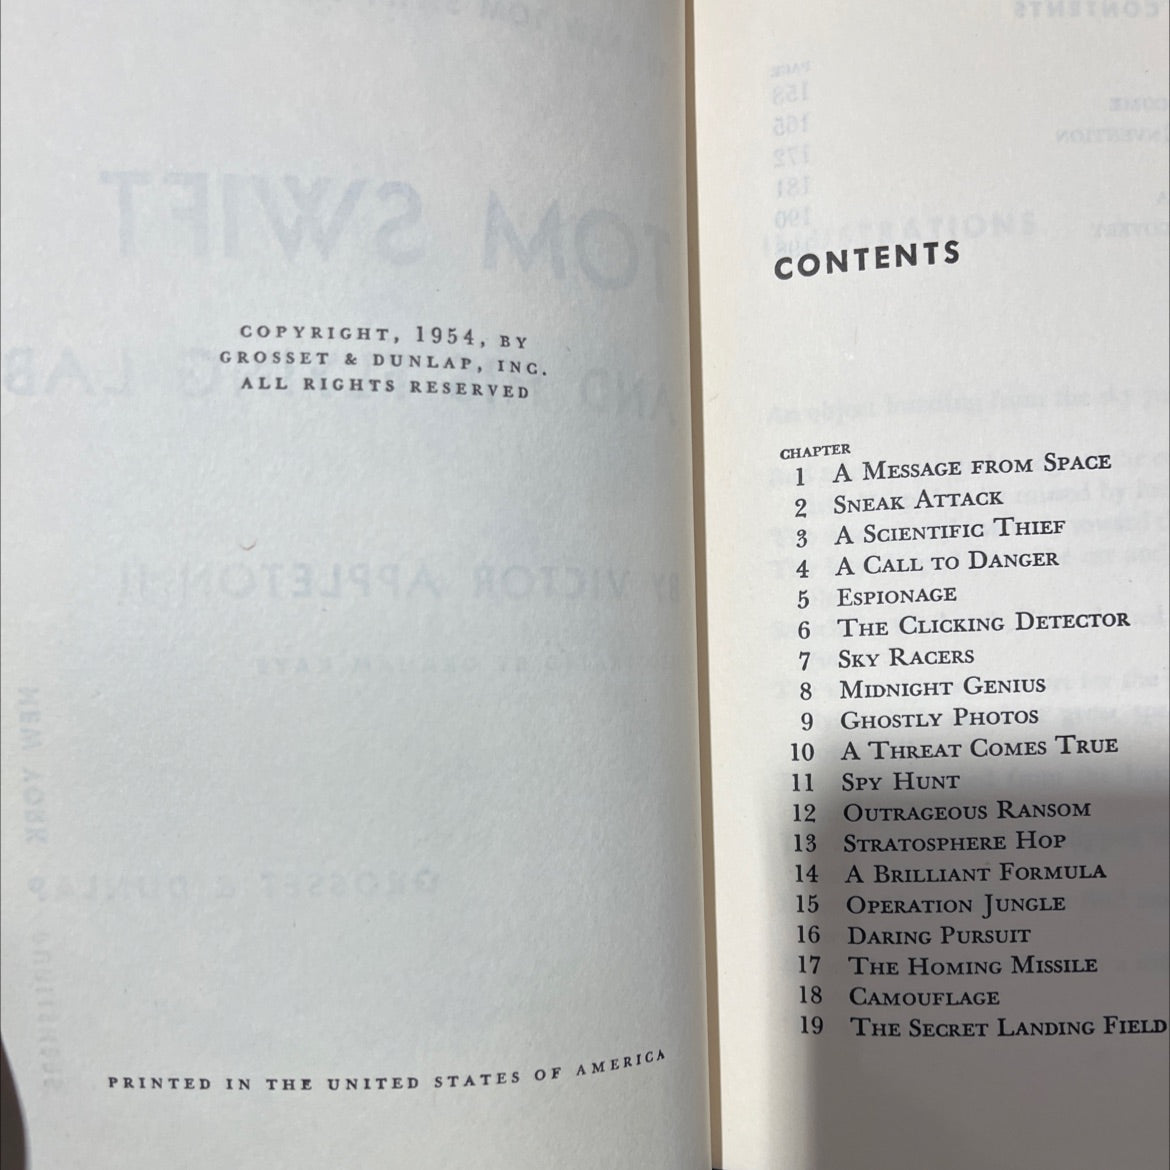 COPYRIGHT, 1954, BY
GROSSET & DUNLAP, INC.
ALL RIGHTS RESERVED
PRINTED IN THE UNITED STATES OF AMERICA
CONTENTS
CHAPTER
1 A Message from Space
2 Sneak Attack
3 A Scientific Thief
4 A Call to Danger
5 Espionage
6 The Clicking Detector
7 Sky Racers
8 Midnight Genius
9 Ghostly Photos
10 A Threat Comes True
11 Spy Hunt
12 Outrageous Ransom
13 Stratosphere Hop
14 A Brilliant Formula
15 Operation Jungle
16 Daring Pursuit
17 The Homing Missile
18 Camouflage
19 The Secret Landing Field